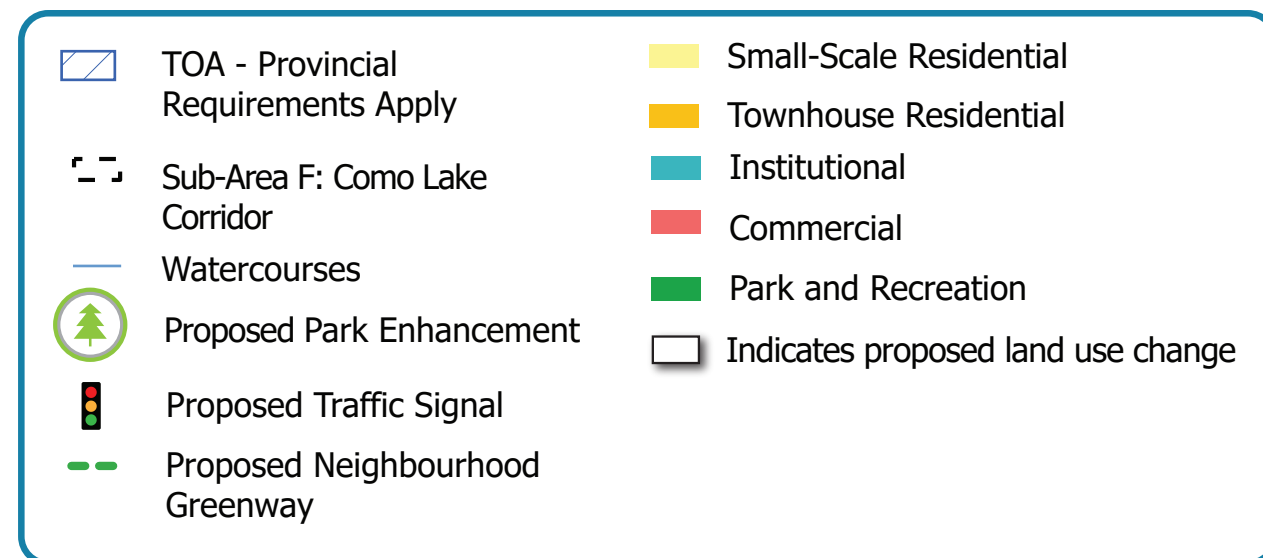 TOA - Provincial
Requirements Apply
Sub-Area F: Como Lake
Corridor
Watercourses
Proposed Park Enhancement
Proposed Traffic Signal
Proposed Neighbourhood
Greenway
Small-Scale Residential
Townhouse Residential
Institutional
Commercial
Park and Recreation
Indicates proposed land use change